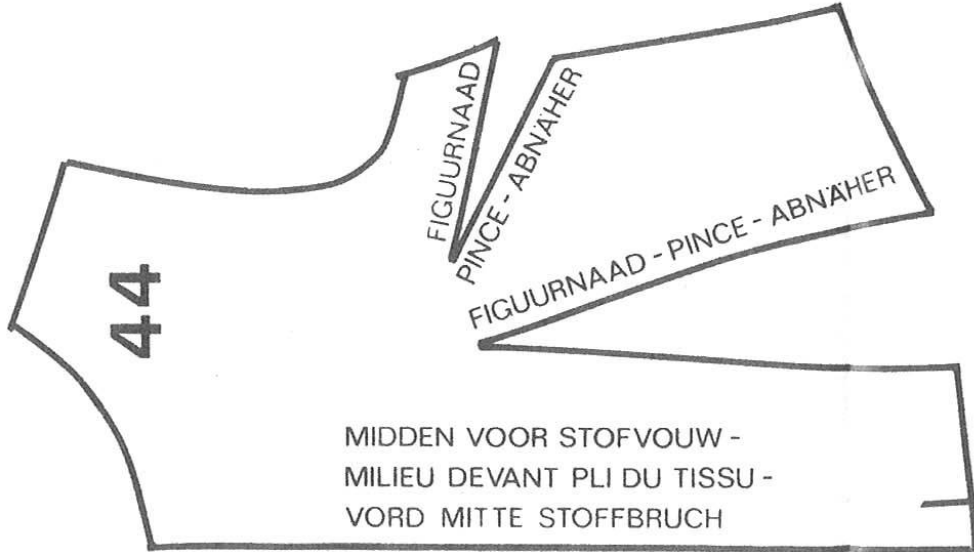 FIGUURNAAD
PINCE - ABNÄHER
FIGUURNAAD - PINCE - ABNÄHER
44
MIDDEN VOOR STOFVOUW -
MILIEU DEVANT PLI DU TISSU -
VORD MITTE STOFFBRUCH